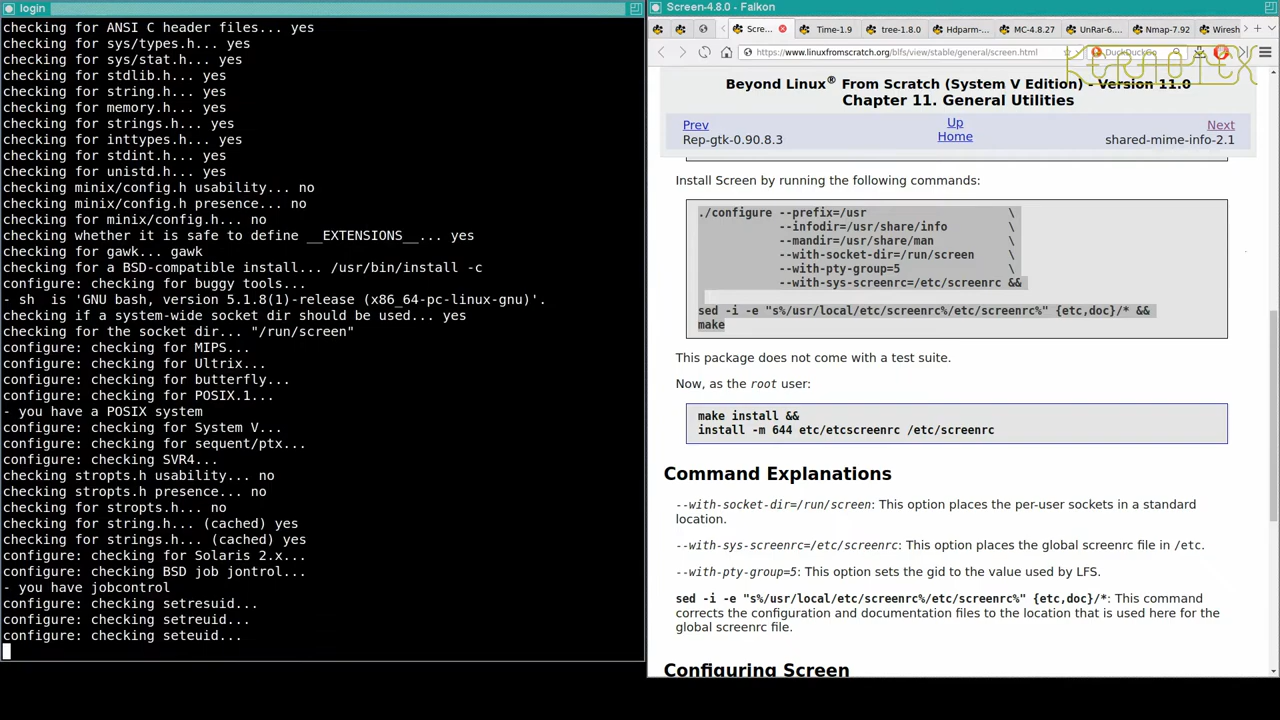 login
checking for ANSI C header files... yes
checking for sys/types.h... yes
checking for sys/stat.h... yes
checking for stdlib.h... yes
checking for string.h... yes
checking for memory.h... yes
checking for strings.h... yes
checking for inttypes.h... yes
checking for stdint.h... yes
checking for unistd.h... yes
checking minix/config.h usability... no
checking minix/config.h presence... no
checking for minix/config.h... no
checking whether it is safe to define __EXTENSIONS__... yes
checking for gawk... gawk
checking for a BSD-compatible install... /usr/bin/install -c
configure: checking for buggy tools...
- sh  is 'GNU bash, version 5.1.8(1)-release (x86_64-pc-linux-gnu)'.
checking if a system-wide socket dir should be used... yes
checking for the socket dir... "/run/screen"
configure: checking for MIPS...
configure: checking for Ultrix...
configure: checking for butterfly...
configure: checking for POSIX.1...
- you have a POSIX system
configure: checking for System V...
configure: checking for sequent/ptx...
configure: checking SVR4...
checking stropts.h usability... no
checking stropts.h presence... no
checking for stropts.h... no
checking for string.h... (cached) yes
checking for strings.h... (cached) yes
configure: checking for Solaris 2.x...
configure: checking BSD job jontrol...
- you have jobcontrol
configure: checking setresuid...
configure: checking setreuid...
configure: checking seteuid...
Screen-4.8.0 - Falkon
Scre... Time-1.9 tree-1.8.0 Hdparm-... MC-4.8.27 UnRar-6.... Nmap-7.92 Wiresh
https://www.linuxfromscratch.org/blfs/view/stable/general/screen.html DuckDuckGo
KERNOTEX
Beyond Linux® From Scratch (System V Edition) - Version 11.0
Chapter 11. General Utilities
Prev Up Next
Rep-gtk-0.90.8.3 Home shared-mime-info-2.1
Install Screen by running the following commands:
./configure --prefix=/usr \
--infodir=/usr/share/info \
--mandir=/usr/share/man \
--with-socket-dir=/run/screen \
--with-pty-group=5 \
--with-sys-screenrc=/etc/screenrc &&
sed -i -e "s%/usr/local/etc/screenrc%/etc/screenrc%" {etc,doc}/* &&
make
This package does not come with a test suite.
Now, as the root user:
make install &&
install -m 644 etc/etcscreenrc /etc/screenrc
Command Explanations
--with-socket-dir=/run/screen: This option places the per-user sockets in a standard
location.
--with-sys-screenrc=/etc/screenrc: This option places the global screenrc file in /etc.
--with-pty-group=5: This option sets the gid to the value used by LFS.
sed -i -e "s%/usr/local/etc/screenrc%/etc/screenrc%" {etc,doc}/*: This command
corrects the configuration and documentation files to the location that is used here for the
global screenrc file.
Configuring Screen